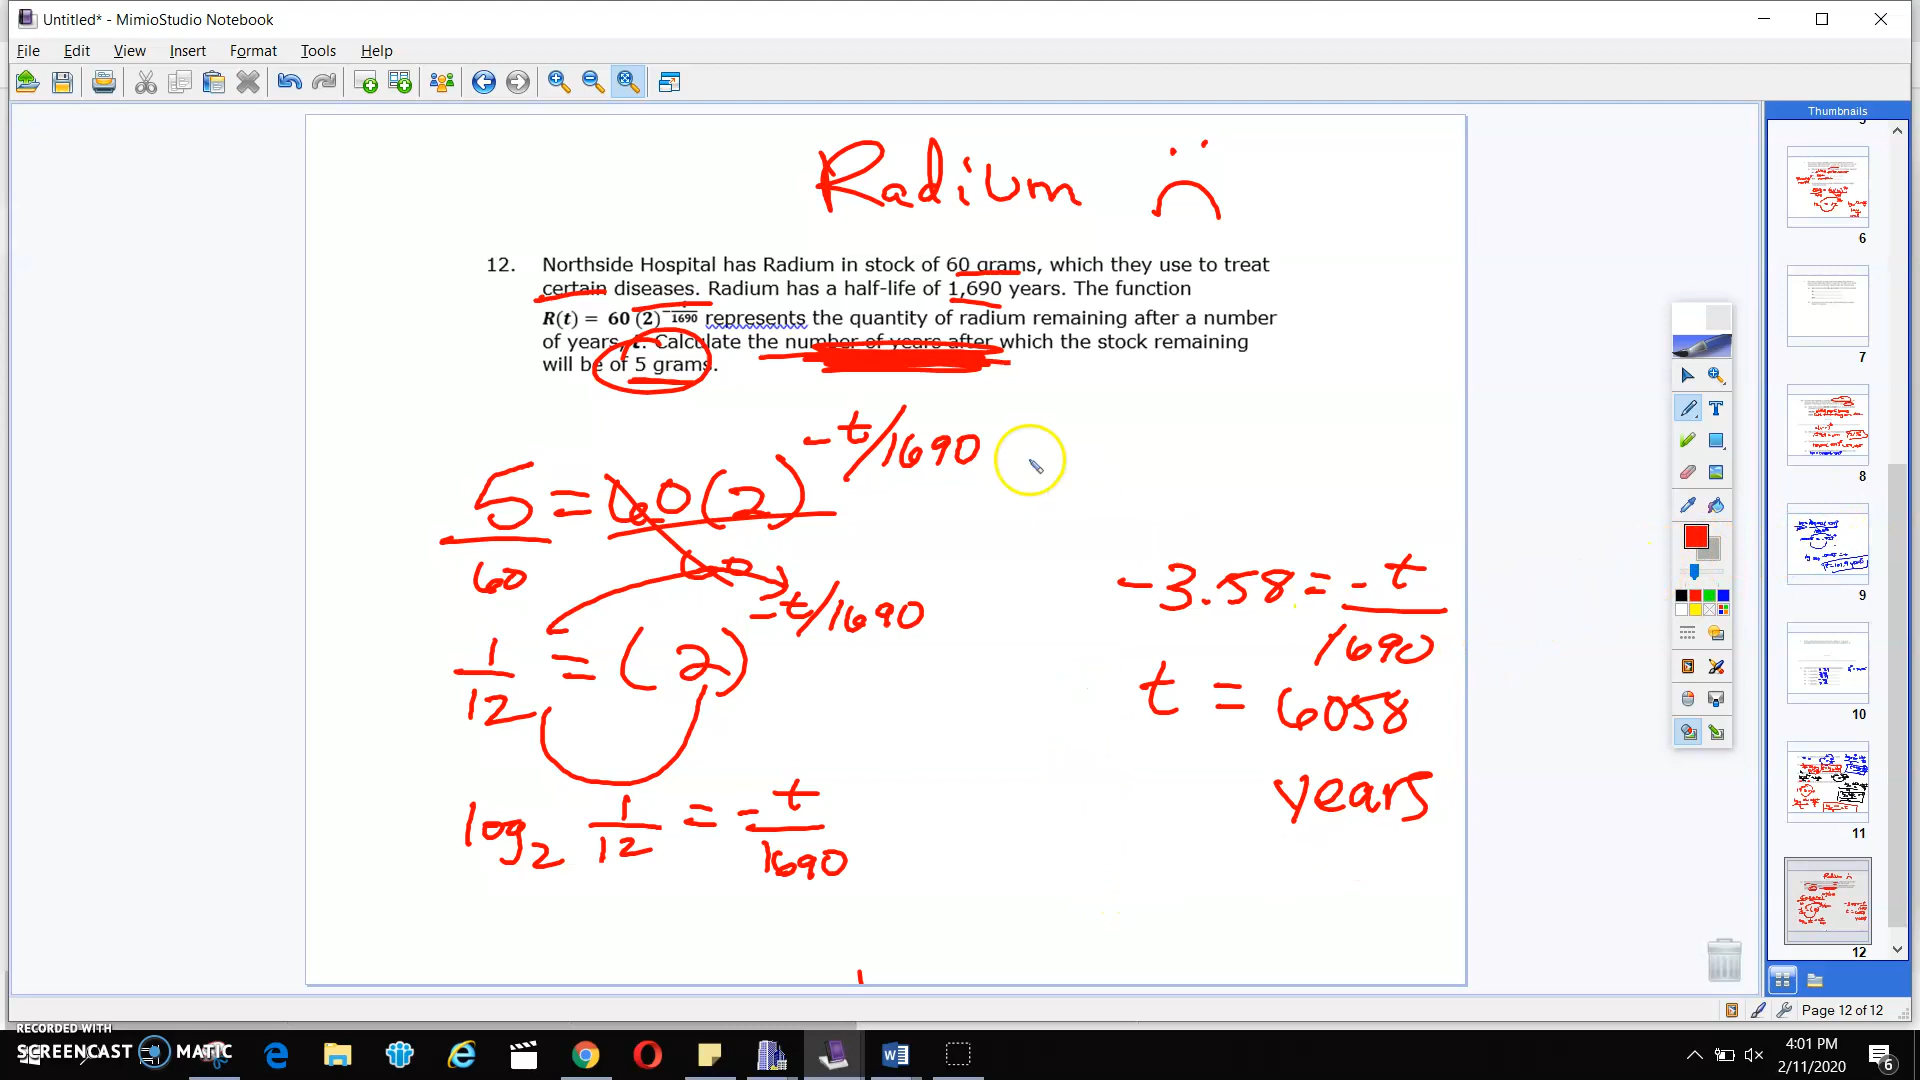 Untitled* - MimioStudio Notebook
File Edit View Insert Format Tools Help
Thumbnails
Radium
12. Northside Hospital has Radium in stock of 60 grams, which they use to treat
certain diseases. Radium has a half-life of 1,690 years. The function
R(t) = 60 (2)^-/1690 represents the quantity of radium remaining after a number
of years, t. Calculate the number of years after which the stock remaining
will be of 5 grams.
5/60 = 60(2)^-t/1690 / 60
1/12 = (2)^-t/1690
log2 1/12 = -t/1690
-3.58 = -t/1690
t = 6058
years
6
7
8
9
10
11
12
Page 12 of 12
RECORDED WITH
SCREENCAST MATIC
4:01 PM
2/11/2020
6